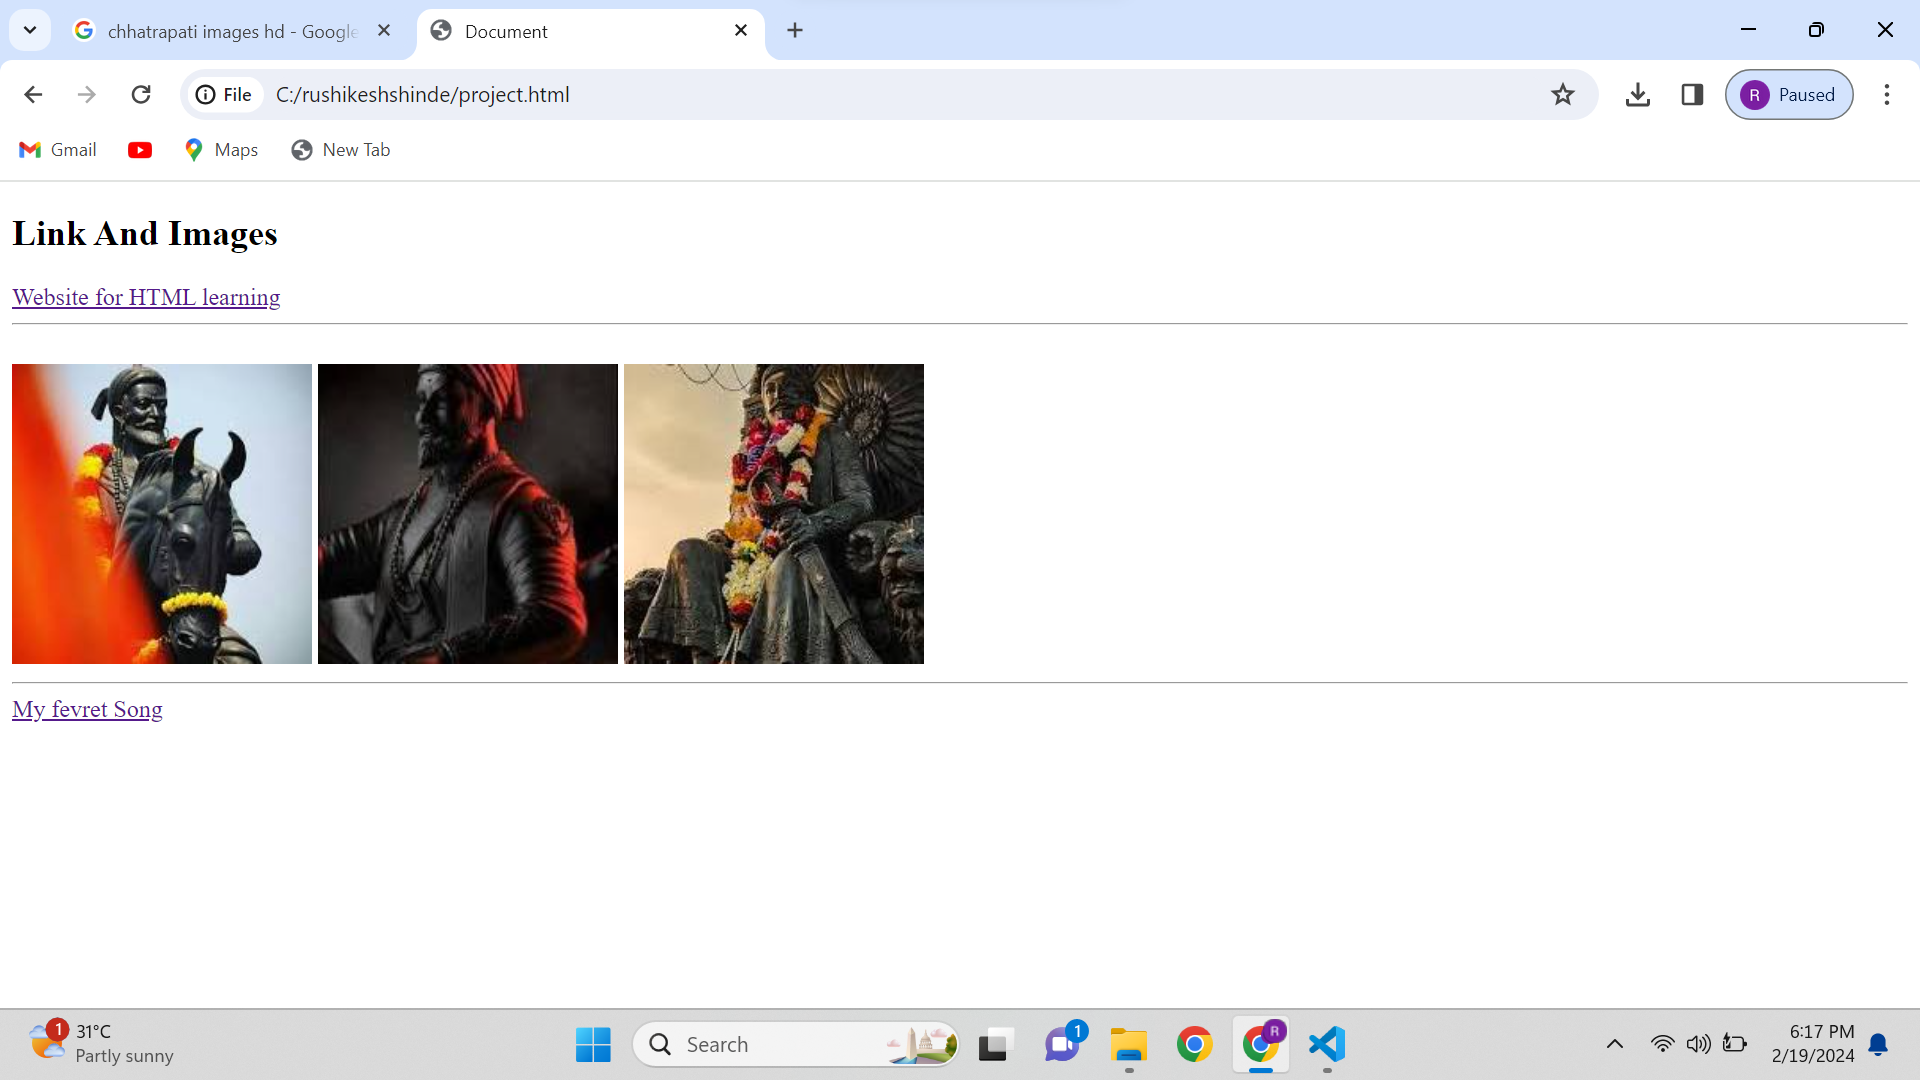 chhatrapati images hd - Google
Document
File
C:/rushikeshshinde/project.html
R
Paused
Gmail
Maps
New Tab
Link And Images
Website for HTML learning
My fevret Song
1
31°C
Partly sunny
Search
1
R
6:17 PM
2/19/2024